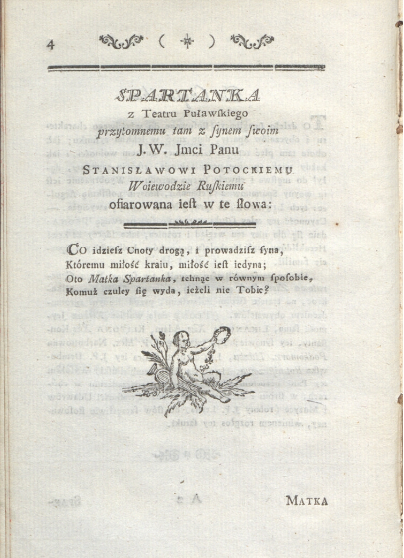 4
SPARTANKA
z Teatru Puławſkiego
przytomnemu tam z ſynem ſwoim
J.W. Jmci Panu
STANISŁAWOWI POTOCKIEMU
Woiewodzie Ruſkiemu
ofiarowana ieſt w te ſłowa:
CO idzieſz Cnoty drogą, i prowadziſz ſyna,
Któremu miłość kraiu, miłość ieſt iedyna;
Oto Matka Spartanka, tchnąc w równym ſpoſobie,
Komuż czuley ſię wyda, ieżeli nie Tobie?
MATKA